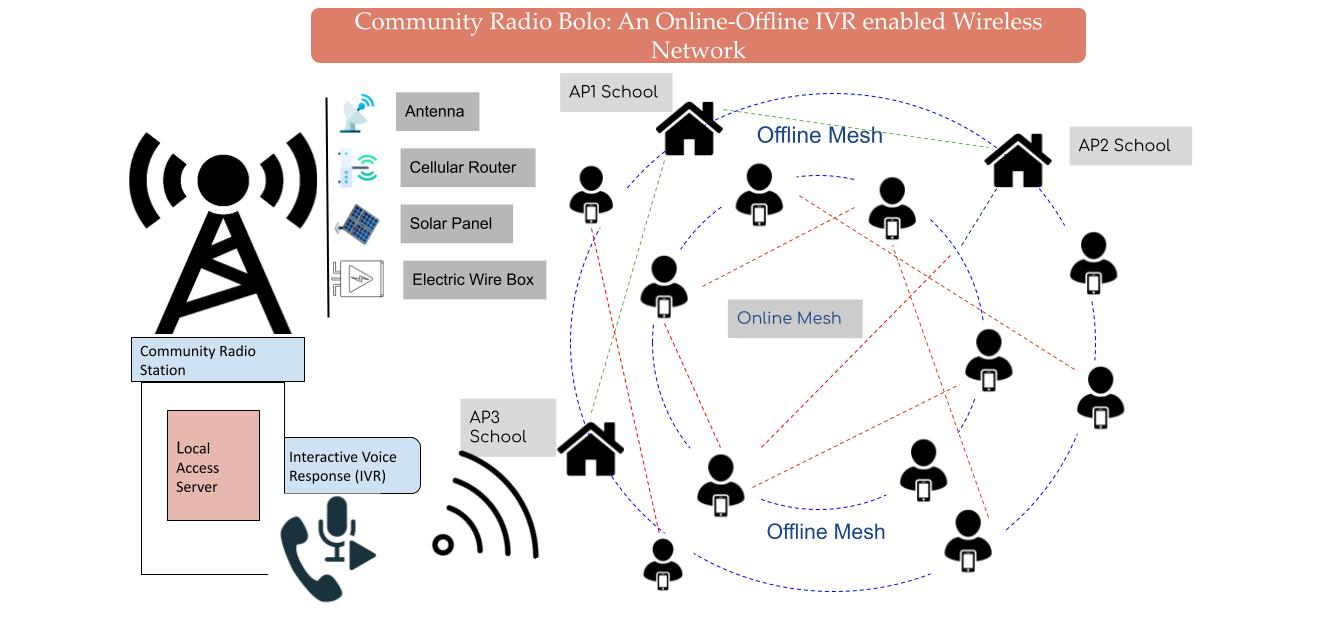 Community Radio Bolo: An Online-Offline IVR enabled Wireless
Network
AP1 School
Antenna
Offline Mesh
AP2 School
Cellular Router
Solar Panel
Electric Wire Box
Online Mesh
Community Radio
Station
AP3
School
Local
Access
Server
Interactive Voice
Response (IVR)
Offline Mesh